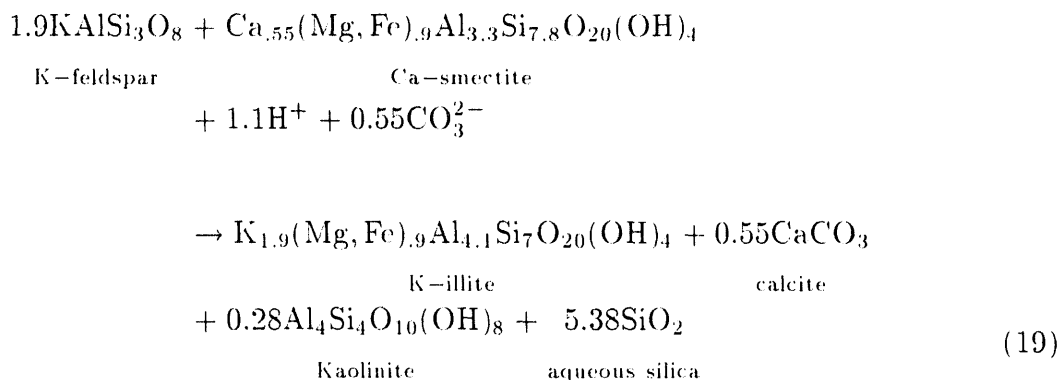 1.9KAlSi₃O₈ + Ca.₅₅(Mg, Fe).₉Al₃.₃Si₇.₈O₂₀(OH)₄
K−feldspar Ca−smectite
+ 1.1H⁺ + 0.55CO₃²⁻
→ K₁.₉(Mg, Fe).₉Al₄.₁Si₇O₂₀(OH)₄ + 0.55CaCO₃
K−illite calcite
+ 0.28Al₄Si₄O₁₀(OH)₈ + 5.38SiO₂
(19)
Kaolinite aqueous silica